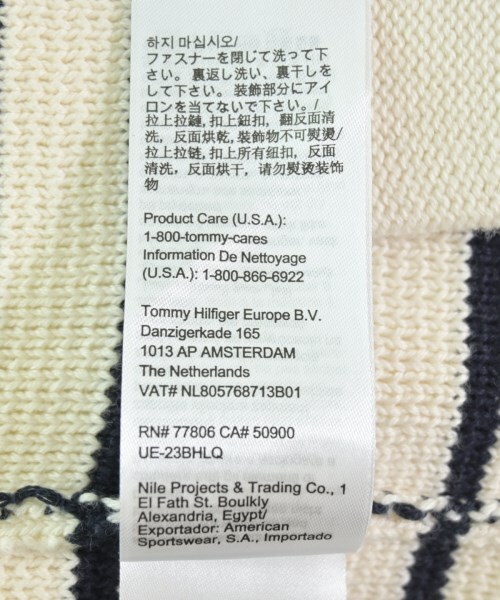 하지 마십시오/
ファスナーを閉じて洗って下
さい。裏返し洗い、裏干しを
して下さい。装飾部分にアイ
ロンを当てないで下さい。/
拉上拉鏈, 扣上鈕扣, 翻反面清
洗, 反面烘乾, 裝飾物不可熨燙/
拉上拉链, 扣上所有纽扣, 反面
清洗，反面烘干，请勿熨烫装饰
物
Product Care (U.S.A.):
1-800-tommy-cares
Information De Nettoyage
(U.S.A.): 1-800-866-6922
Tommy Hilfiger Europe B.V.
Danzigerkade 165
1013 AP AMSTERDAM
The Netherlands
VAT# NL805768713B01
RN# 77806 CA# 50900
UE-23BHLQ
Nile Projects & Trading Co., 1
El Fath St. Boulkly
Alexandria, Egypt/
Exportador: American
Sportswear, S.A., Importado